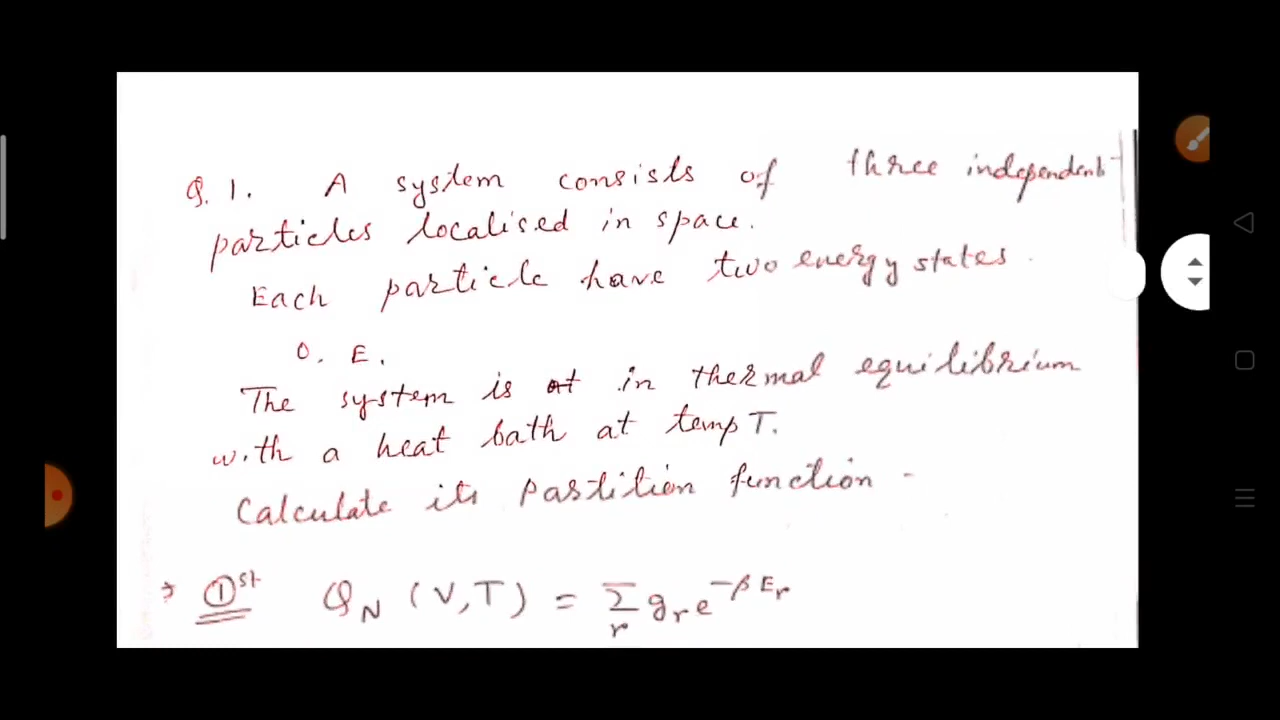 Q. 1. A system consists of three independent
particles localised in space.
Each particle have two energy states.
0. E.
The system is at in thermal equilibrium
with a heat bath at temp T.
Calculate its partition function -
→ ①st Q_N (V,T) = Σ_r g_r e^{-βE_r}